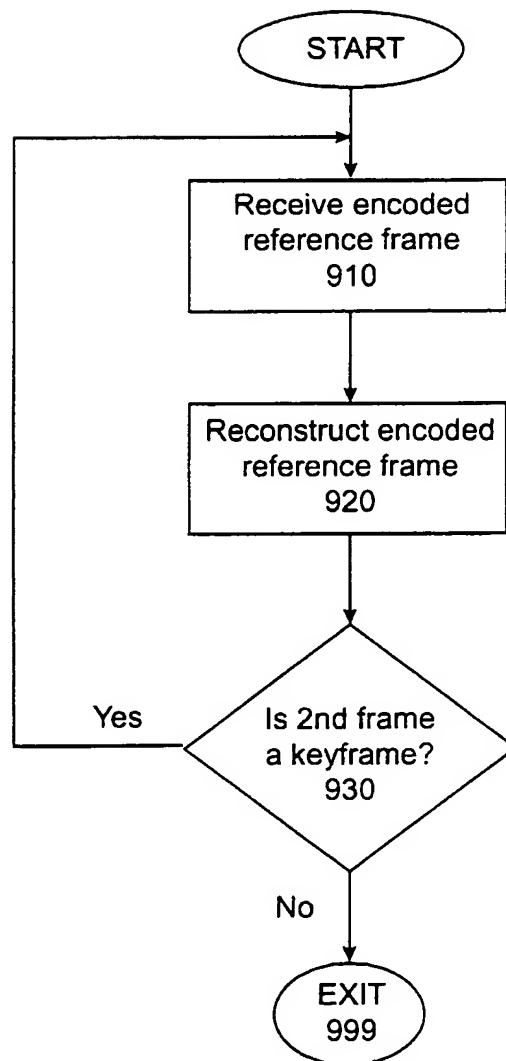 START
Receive encoded
reference frame
910
Reconstruct encoded
reference frame
920
Yes
Is 2nd frame
a keyframe?
930
No
EXIT
999